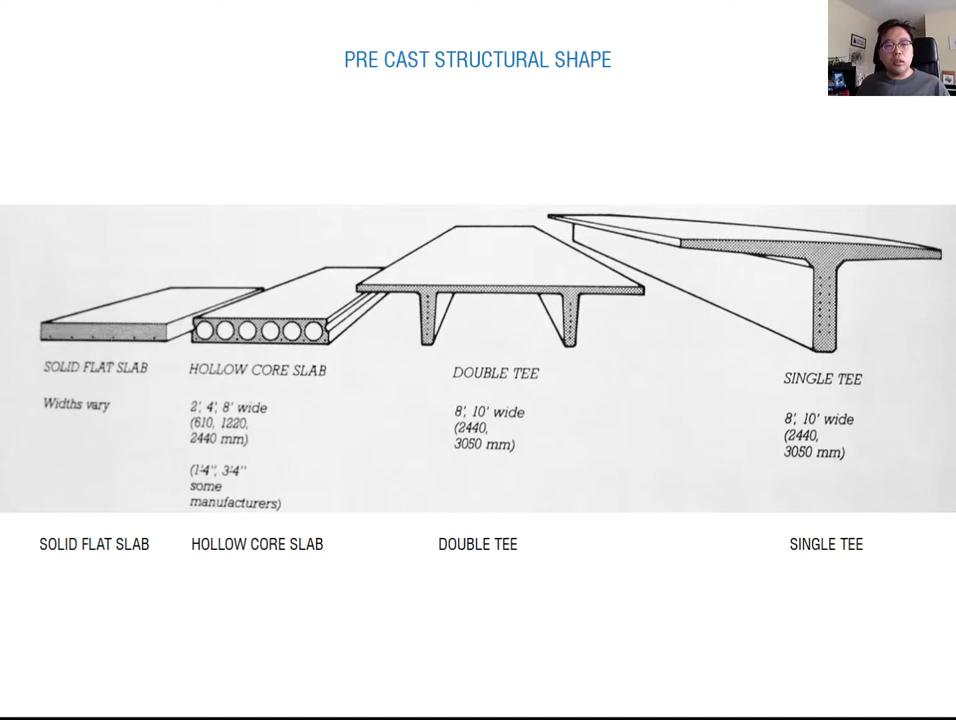 PRE CAST STRUCTURAL SHAPE
SOLID FLAT SLAB
Widths vary
HOLLOW CORE SLAB
2', 4', 8' wide
(610, 1220,
2440 mm)
(1'-4", 3'-4"
some
manufacturers)
DOUBLE TEE
8', 10' wide
(2440,
3050 mm)
SINGLE TEE
8', 10' wide
(2440,
3050 mm)
SOLID FLAT SLAB
HOLLOW CORE SLAB
DOUBLE TEE
SINGLE TEE